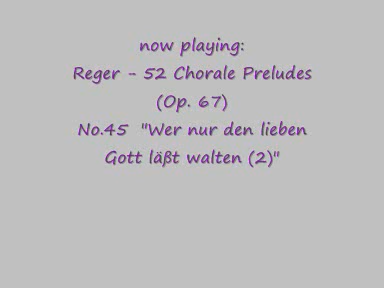 now playing:
Reger - 52 Chorale Preludes
(Op. 67)
No.45 "Wer nur den lieben
Gott läßt walten (2)"